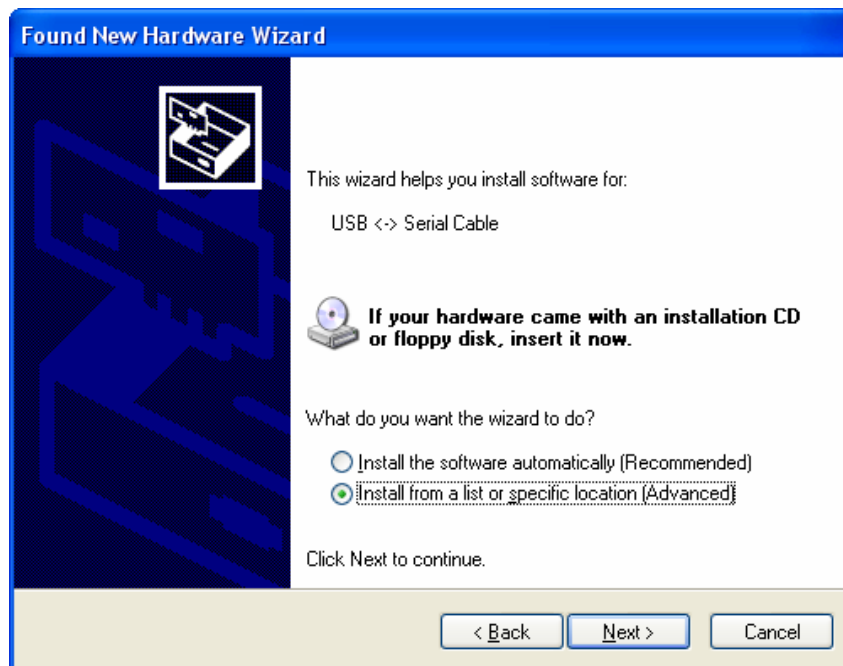 Found New Hardware Wizard
This wizard helps you install software for:
USB <-> Serial Cable
If your hardware came with an installation CD
or floppy disk, insert it now.
What do you want the wizard to do?
Install the software automatically (Recommended)
Install from a list or specific location (Advanced)
Click Next to continue.
< Back Next > Cancel